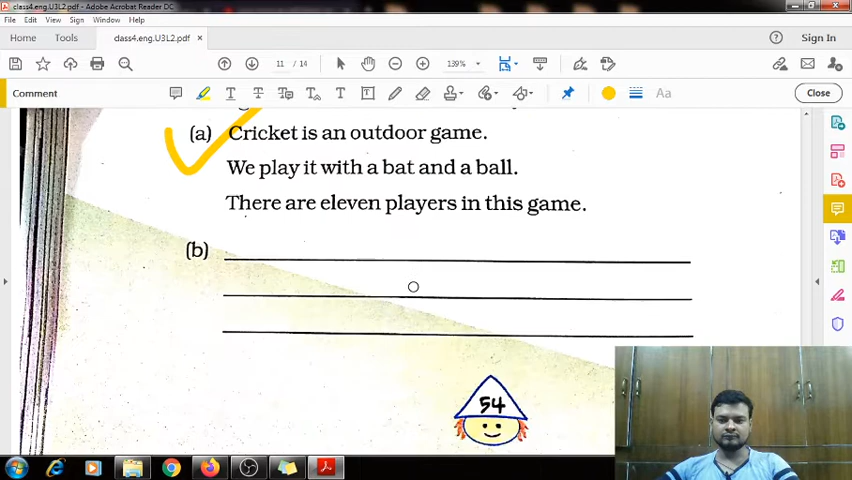 class4.eng.U3L2.pdf - Adobe Acrobat Reader DC
File Edit View Sign Window Help
Home Tools class4.eng.U3L2.pdf × Sign In
11 / 14 139%
Comment T T T Aa Close
(a) Cricket is an outdoor game.
We play it with a bat and a ball.
There are eleven players in this game.
(b)
54